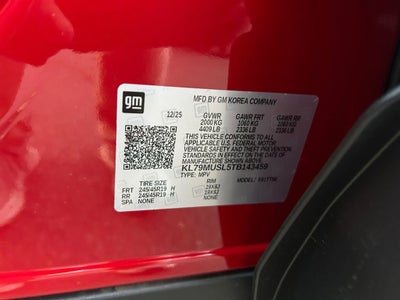 gm
MFD BY GM KOREA COMPANY
12/25 GVWR GAWR FRT GAWR RR
2000 KG 1060 KG 1060 KG
4409 LB 2336 LB 2336 LB
THIS VEHICLE CONFORMS TO ALL
APPLICABLE U.S. FEDERAL MOTOR
VEHICLE SAFETY AND THEFT PREVENTION
STANDARDS IN EFFECT ON THE DATE OF
MANUFACTURE SHOWN ABOVE.
KL79MUSL5TB143459
TYPE: MPV
TIRE SIZE RIM
FRT 245/45R19 H 19X8J
RR 245/45R19 H 19X8J
SPA NONE NONE